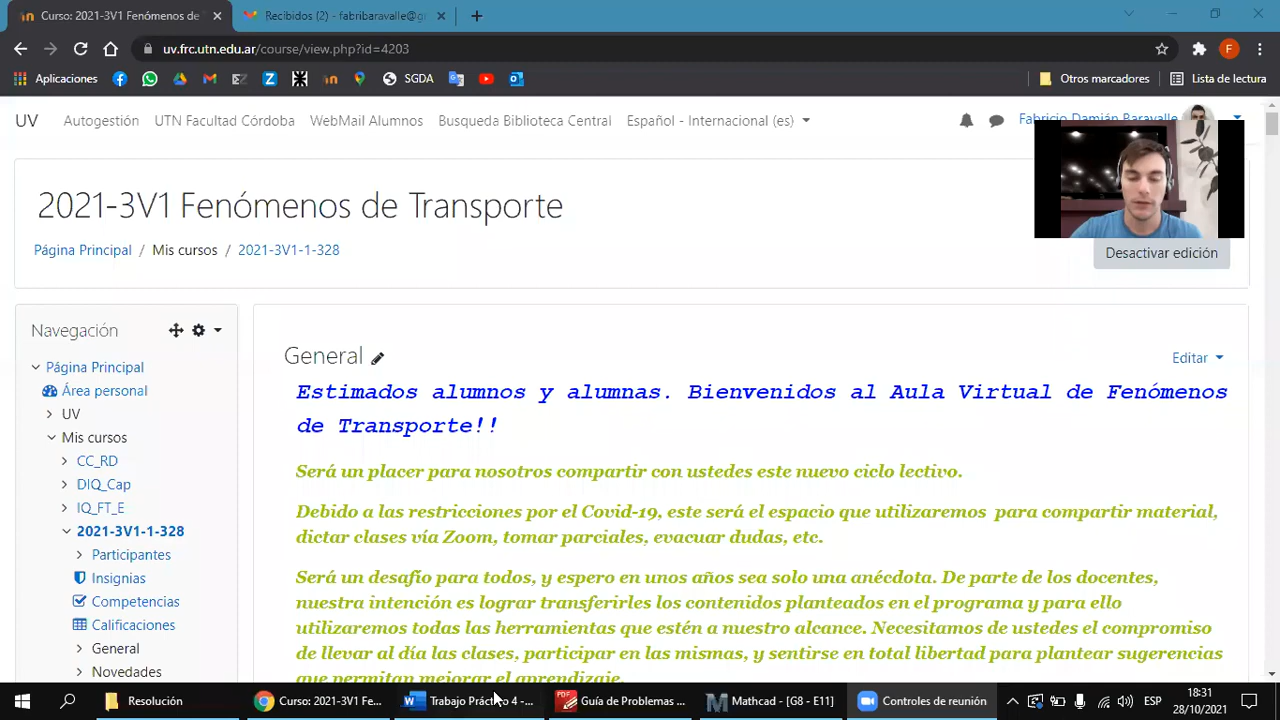 Curso: 2021-3V1 Fenómenos de T
Recibidos (2) - fabribaravalle@gr
uv.frc.utn.edu.ar/course/view.php?id=4203
Aplicaciones
SGDA
Otros marcadores
Lista de lectura
UV
Autogestión
UTN Facultad Córdoba
WebMail Alumnos
Busqueda Biblioteca Central
Español - Internacional (es)
Fabricio Damián Baravalle
2021-3V1 Fenómenos de Transporte
Página Principal / Mis cursos / 2021-3V1-1-328
Desactivar edición
Navegación
Página Principal
Área personal
UV
Mis cursos
CC_RD
DIQ_Cap
IQ_FT_E
2021-3V1-1-328
Participantes
Insignias
Competencias
Calificaciones
General
Novedades
General
Editar
Estimados alumnos y alumnas. Bienvenidos al Aula Virtual de Fenómenos
de Transporte!!
Será un placer para nosotros compartir con ustedes este nuevo ciclo lectivo.
Debido a las restricciones por el Covid-19, este será el espacio que utilizaremos para compartir material,
dictar clases vía Zoom, tomar parciales, evacuar dudas, etc.
Será un desafío para todos, y espero en unos años sea solo una anécdota. De parte de los docentes,
nuestra intención es lograr transferirles los contenidos planteados en el programa y para ello
utilizaremos todas las herramientas que estén a nuestro alcance. Necesitamos de ustedes el compromiso
de llevar al día las clases, participar en las mismas, y sentirse en total libertad para plantear sugerencias
que permitan mejorar el aprendizaje.
Resolución
Curso: 2021-3V1 Fe...
Trabajo Práctico 4 -...
Guía de Problemas ...
Mathcad - [G8 - E11]
Controles de reunión
ESP
18:31
28/10/2021